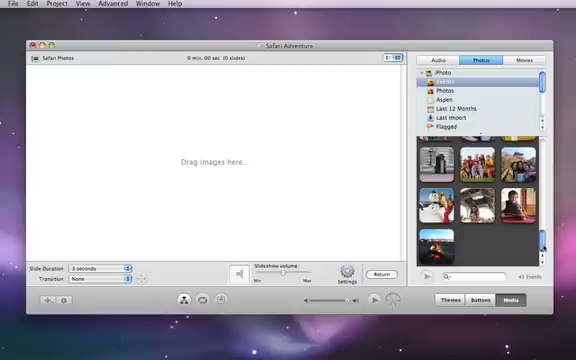 File Edit Project View Advanced Window Help
Safari Adventure
Safari Photos 0 min. 00 sec (0 slides)
Audio Photos Movies
iPhoto
Events
Photos
Aspen
Last 12 Months
Last Import
Flagged
Drag images here.
Slide Duration: 3 seconds
Transition: None
Slideshow volume:
Min Max
Settings
Return
43 Events
Themes Buttons Media